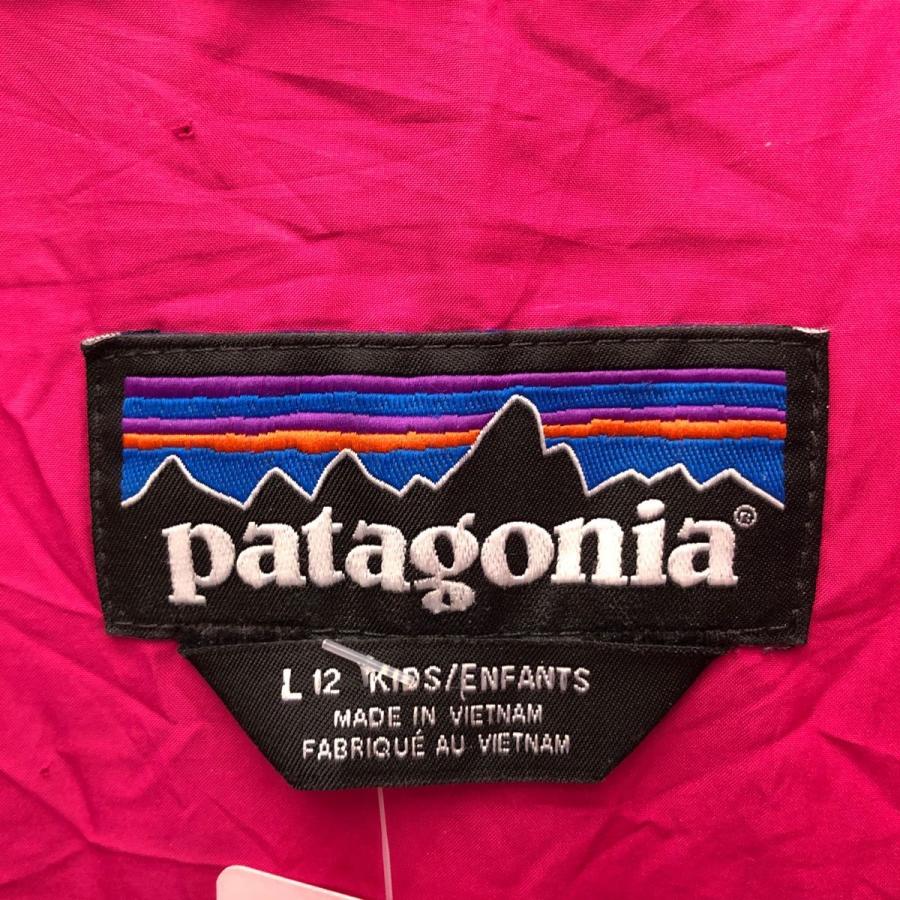 patagonia®
L 12 KIDS/ENFANTS
MADE IN VIETNAM
FABRIQUÉ AU VIETNAM